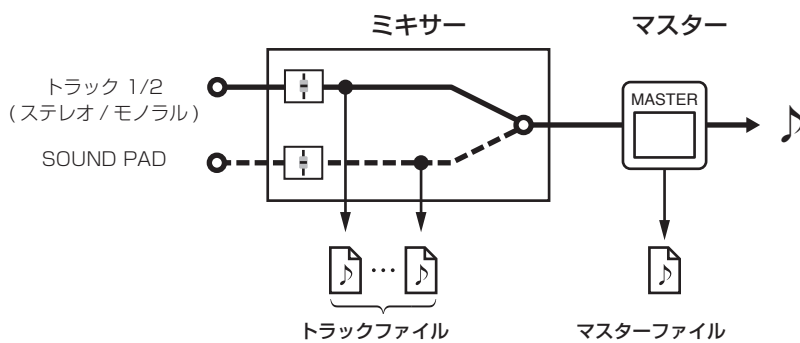 ミキサー
マスター
トラック 1/2
(ステレオ / モノラル)
MASTER
SOUND PAD
トラックファイル
マスターファイル